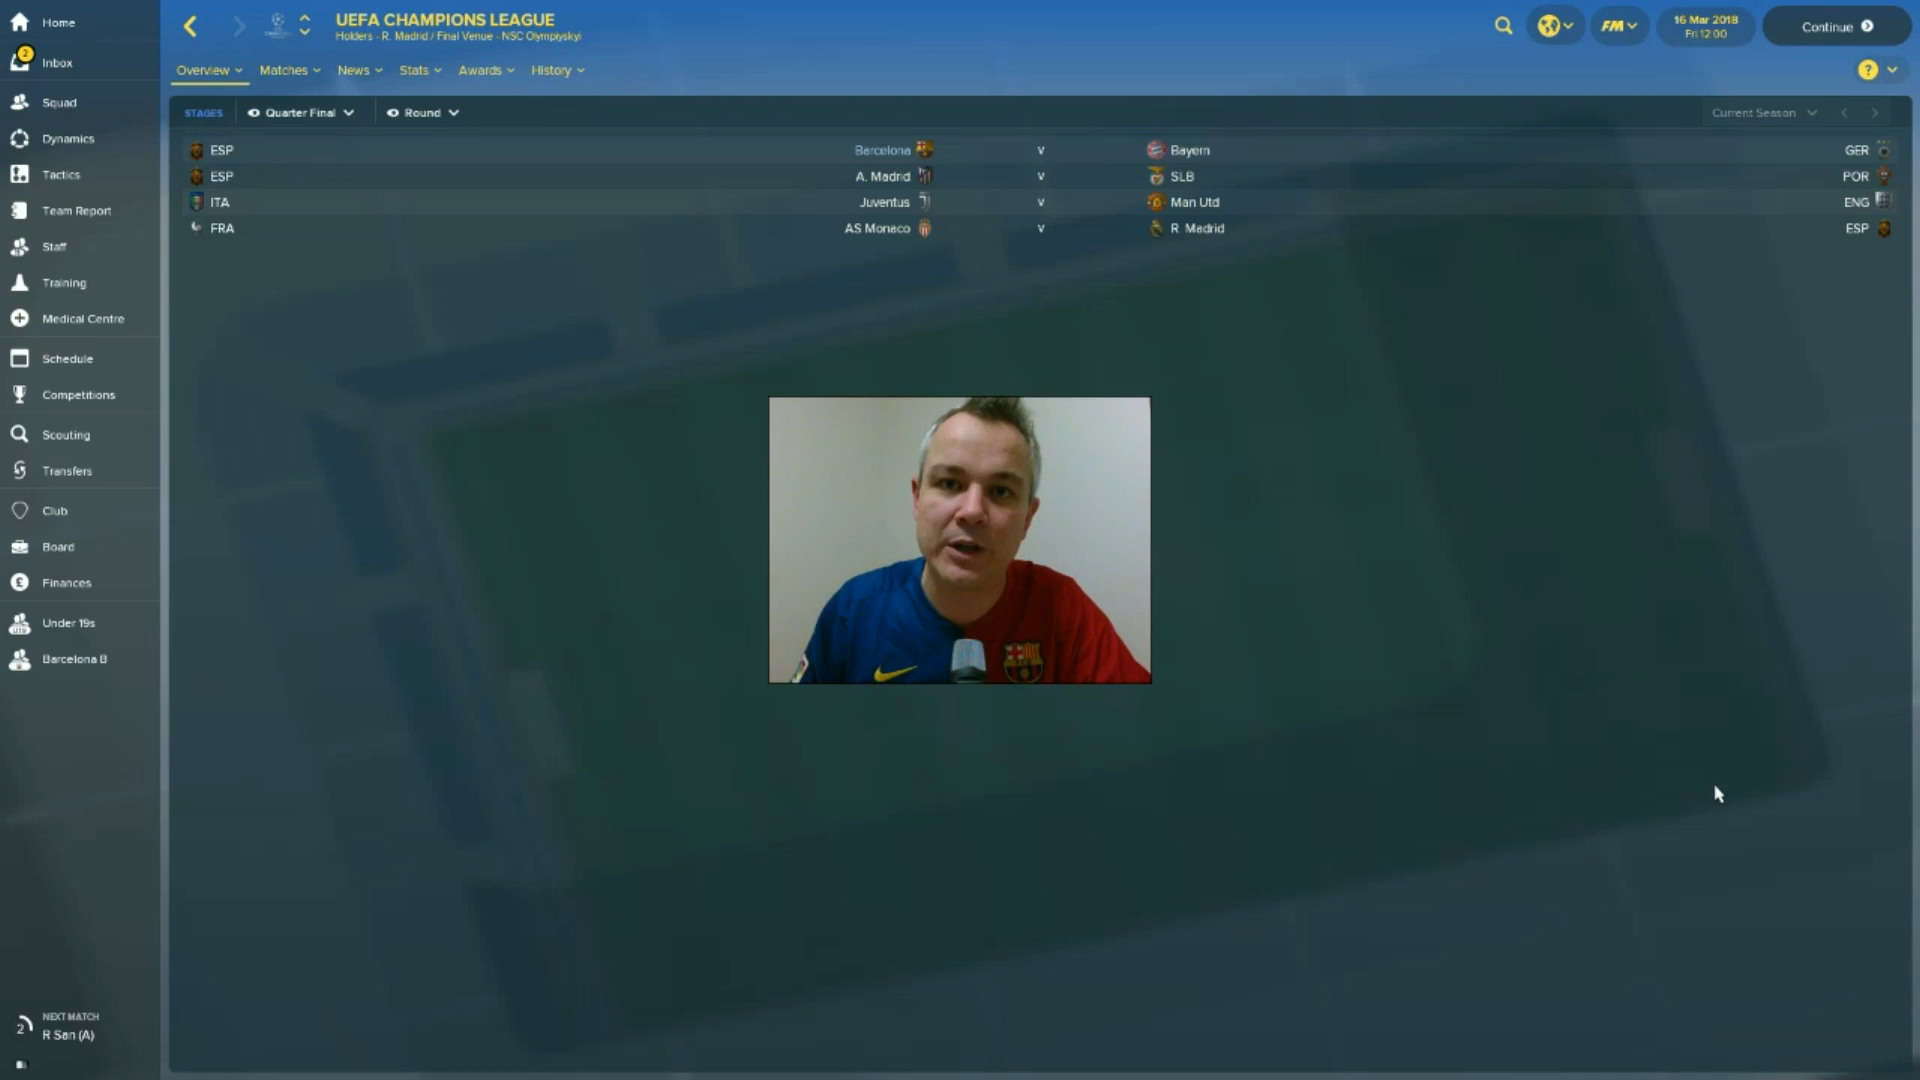 Home
2
Inbox
Squad
Dynamics
Tactics
Team Report
Staff
Training
Medical Centre
Schedule
Competitions
Scouting
Transfers
Club
Board
Finances
Under 19s
Barcelona B
2
NEXT MATCH
R San (A)
UEFA CHAMPIONS LEAGUE
Holders - R. Madrid / Final Venue - NSC Olympiyskyi
FM
16 Mar 2018
Fri 12:00
Continue
Overview
Matches
News
Stats
Awards
History
?
STAGES
Quarter Final
Round
Current Season
ESP Barcelona v Bayern GER
ESP A. Madrid v SLB POR
ITA Juventus v Man Utd ENG
FRA AS Monaco v R. Madrid ESP